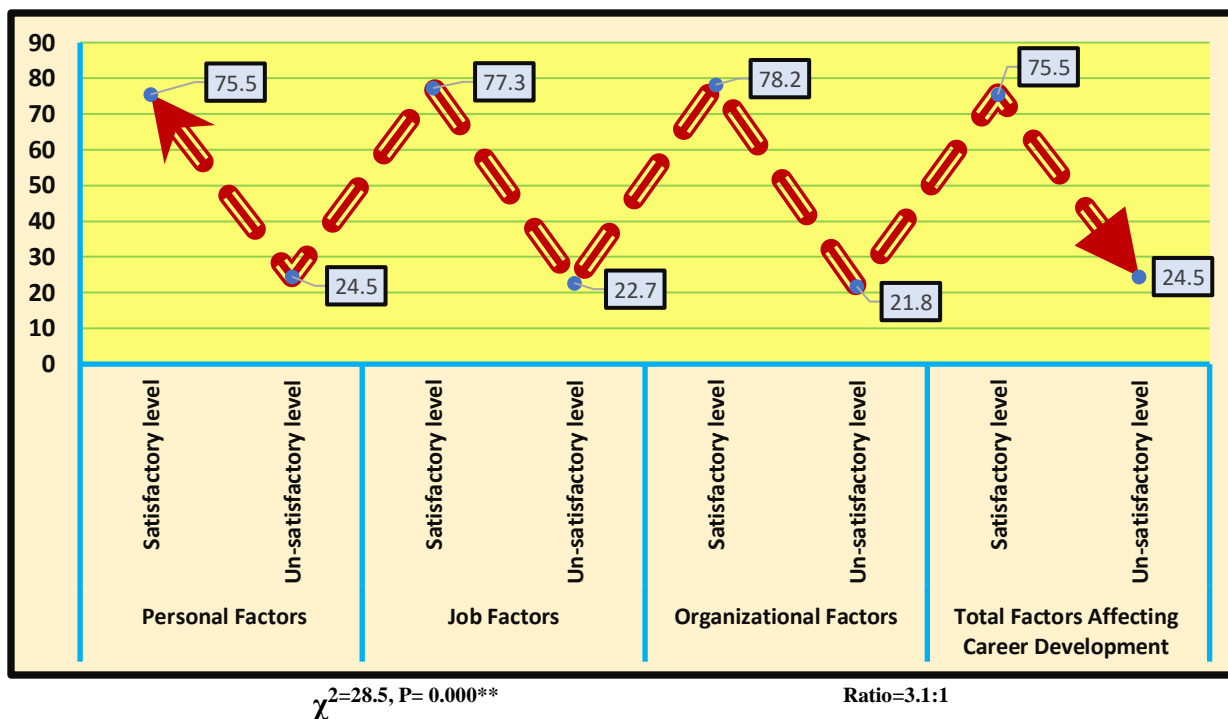 90
80
70
60
50
40
30
20
10
0
75.5
24.5
77.3
22.7
78.2
21.8
75.5
24.5
Satisfactory level
Un-satisfactory level
Satisfactory level
Un-satisfactory level
Satisfactory level
Un-satisfactory level
Satisfactory level
Un-satisfactory level
Personal Factors
Job Factors
Organizational Factors
Total Factors Affecting
Career Development
χ²=28.5, P= 0.000**
Ratio=3.1:1